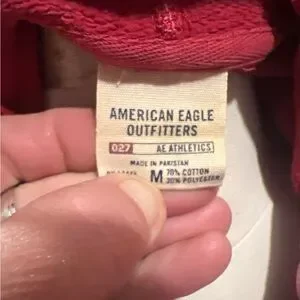 AMERICAN EAGLE
OUTFITTERS
027 AE ATHLETICS
MADE IN PAKISTAN
M 70% COTTON
30% POLYESTER